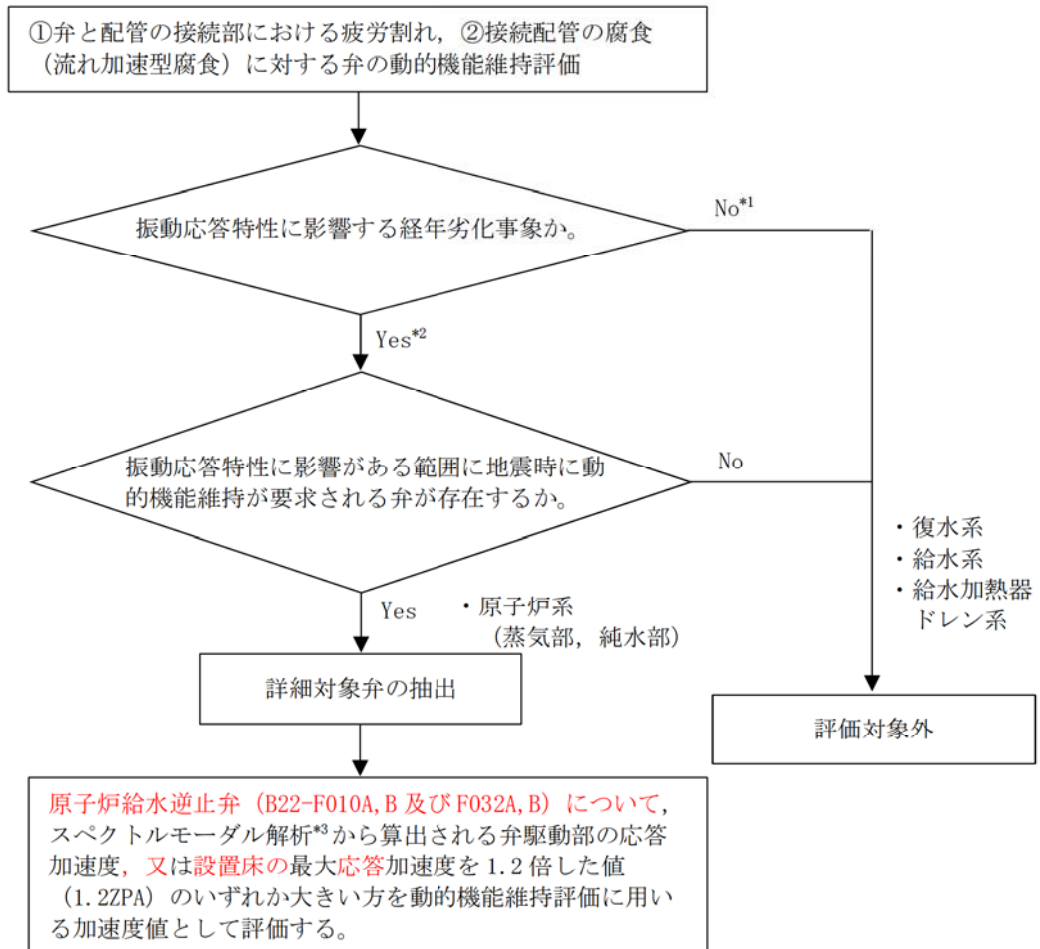 ①弁と配管の接続部における疲労割れ，②接続配管の腐食
（流れ加速型腐食）に対する弁の動的機能維持評価
振動応答特性に影響する経年劣化事象か。
No*1
Yes*2
振動応答特性に影響がある範囲に地震時に動
的機能維持が要求される弁が存在するか。
No
・復水系
・給水系
・給水加熱器
ドレン系
Yes
・原子炉系
（蒸気部，純水部）
詳細対象弁の抽出
評価対象外
原子炉給水逆止弁（B22-F010A,B 及び F032A,B）について，
スペクトルモーダル解析*3から算出される弁駆動部の応答
加速度，又は設置床の最大応答加速度を 1.2 倍した値
（1.2ZPA）のいずれか大きい方を動的機能維持評価に用い
る加速度値として評価する。